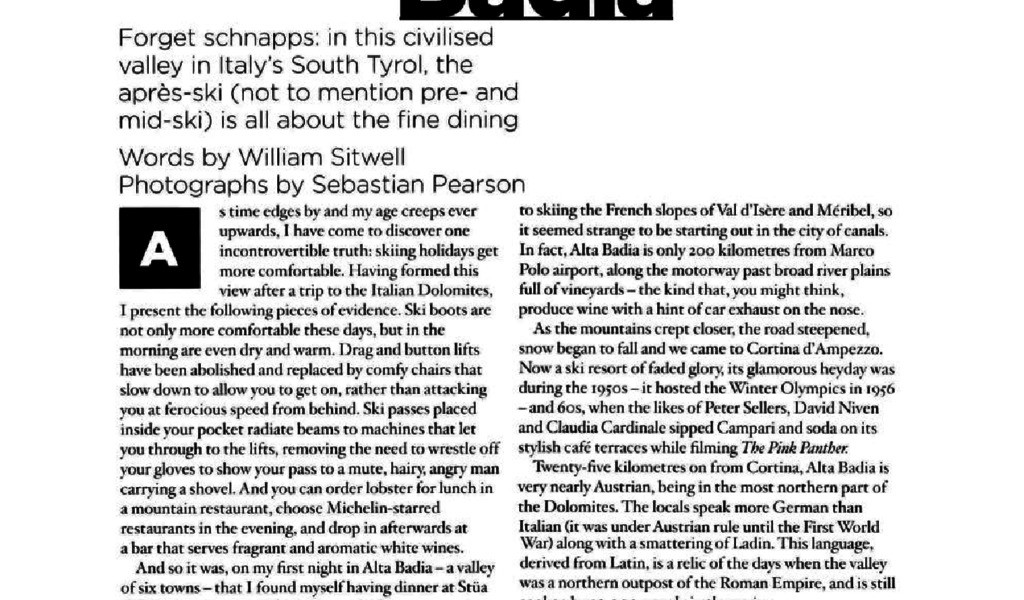 Badia
Forget schnapps: in this civilised
valley in Italy's South Tyrol, the
après-ski (not to mention pre- and
mid-ski) is all about the fine dining
Words by William Sitwell
Photographs by Sebastian Pearson
As time edges by and my age creeps ever
upwards, I have come to discover one
incontrovertible truth: skiing holidays get
more comfortable. Having formed this
view after a trip to the Italian Dolomites,
I present the following pieces of evidence. Ski boots are
not only more comfortable these days, but in the
morning are even dry and warm. Drag and button lifts
have been abolished and replaced by comfy chairs that
slow down to allow you to get on, rather than attacking
you at ferocious speed from behind. Ski passes placed
inside your pocket radiate beams to machines that let
you through to the lifts, removing the need to wrestle off
your gloves to show your pass to a mute, hairy, angry man
carrying a shovel. And you can order lobster for lunch in
a mountain restaurant, choose Michelin-starred
restaurants in the evening, and drop in afterwards at
a bar that serves fragrant and aromatic white wines.
And so it was, on my first night in Alta Badia – a valley
of six towns – that I found myself having dinner at Stüa
to skiing the French slopes of Val d'Isère and Méribel, so
it seemed strange to be starting out in the city of canals.
In fact, Alta Badia is only 200 kilometres from Marco
Polo airport, along the motorway past broad river plains
full of vineyards – the kind that, you might think,
produce wine with a hint of car exhaust on the nose.
As the mountains crept closer, the road steepened,
snow began to fall and we came to Cortina d'Ampezzo.
Now a ski resort of faded glory, its glamorous heyday was
during the 1950s – it hosted the Winter Olympics in 1956
– and 60s, when the likes of Peter Sellers, David Niven
and Claudia Cardinale sipped Campari and soda on its
stylish café terraces while filming The Pink Panther.
Twenty-five kilometres on from Cortina, Alta Badia is
very nearly Austrian, being in the most northern part of
the Dolomites. The locals speak more German than
Italian (it was under Austrian rule until the First World
War) along with a smattering of Ladin. This language,
derived from Latin, is a relic of the days when the valley
was a northern outpost of the Roman Empire, and is still